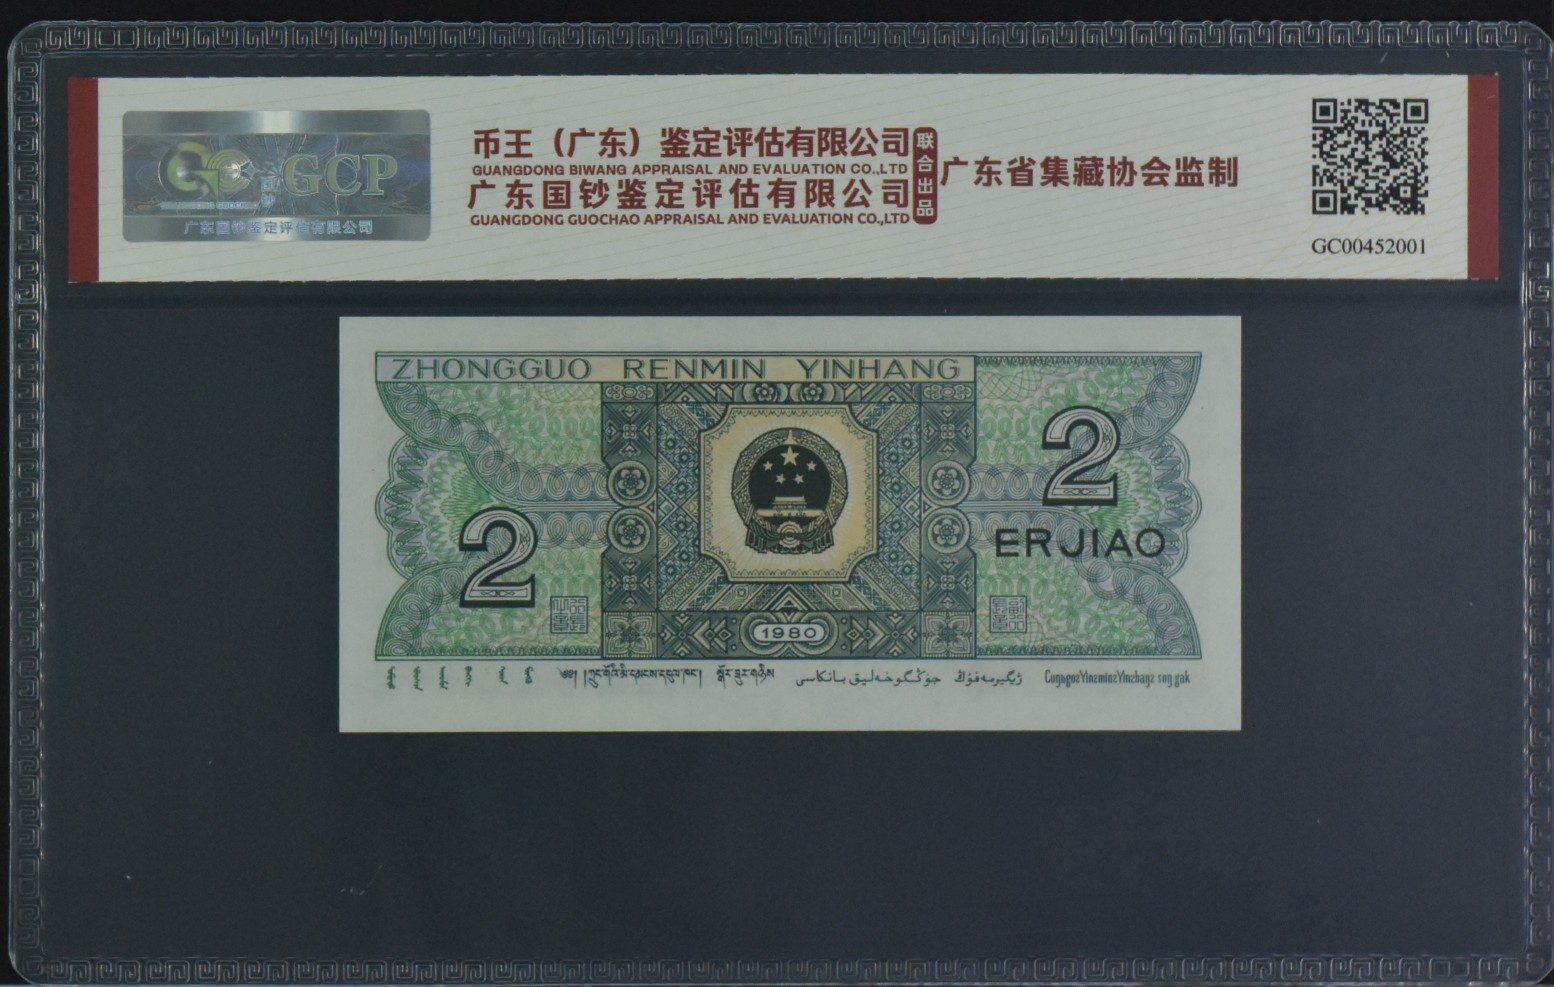 GCP
广东国钞鉴定评估有限公司
币王（广东）鉴定评估有限公司
GUANGDONG BIWANG APPRAISAL AND EVALUATION CO.,LTD
广东国钞鉴定评估有限公司
GUANGDONG GUOCHAO APPRAISAL AND EVALUATION CO.,LTD
联合出品
广东省集藏协会监制
GC00452001
ZHONGGUO RENMIN YINHANG
2
ERJIAO
2
1980